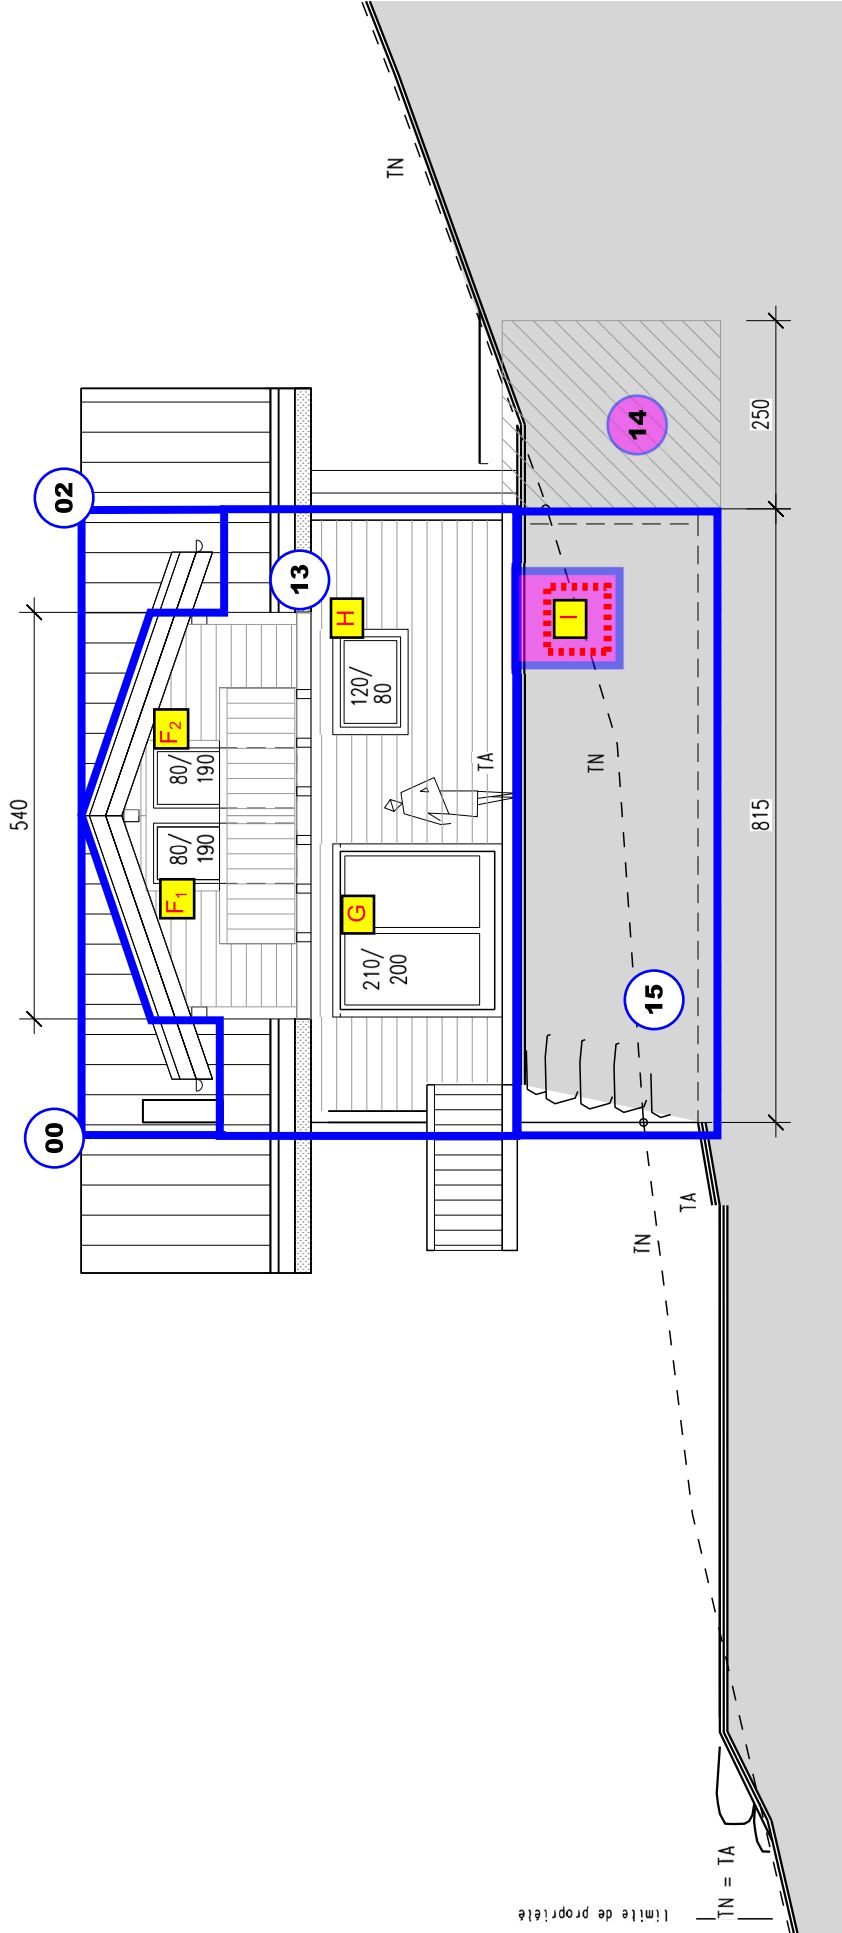 540
00
02
F1
80/
190
80/
190
F2
13
H
120/
80
G
210/
200
TA
TN
I
TN
14
15
TN
TA
815
250
limite de propriété
TN = TA